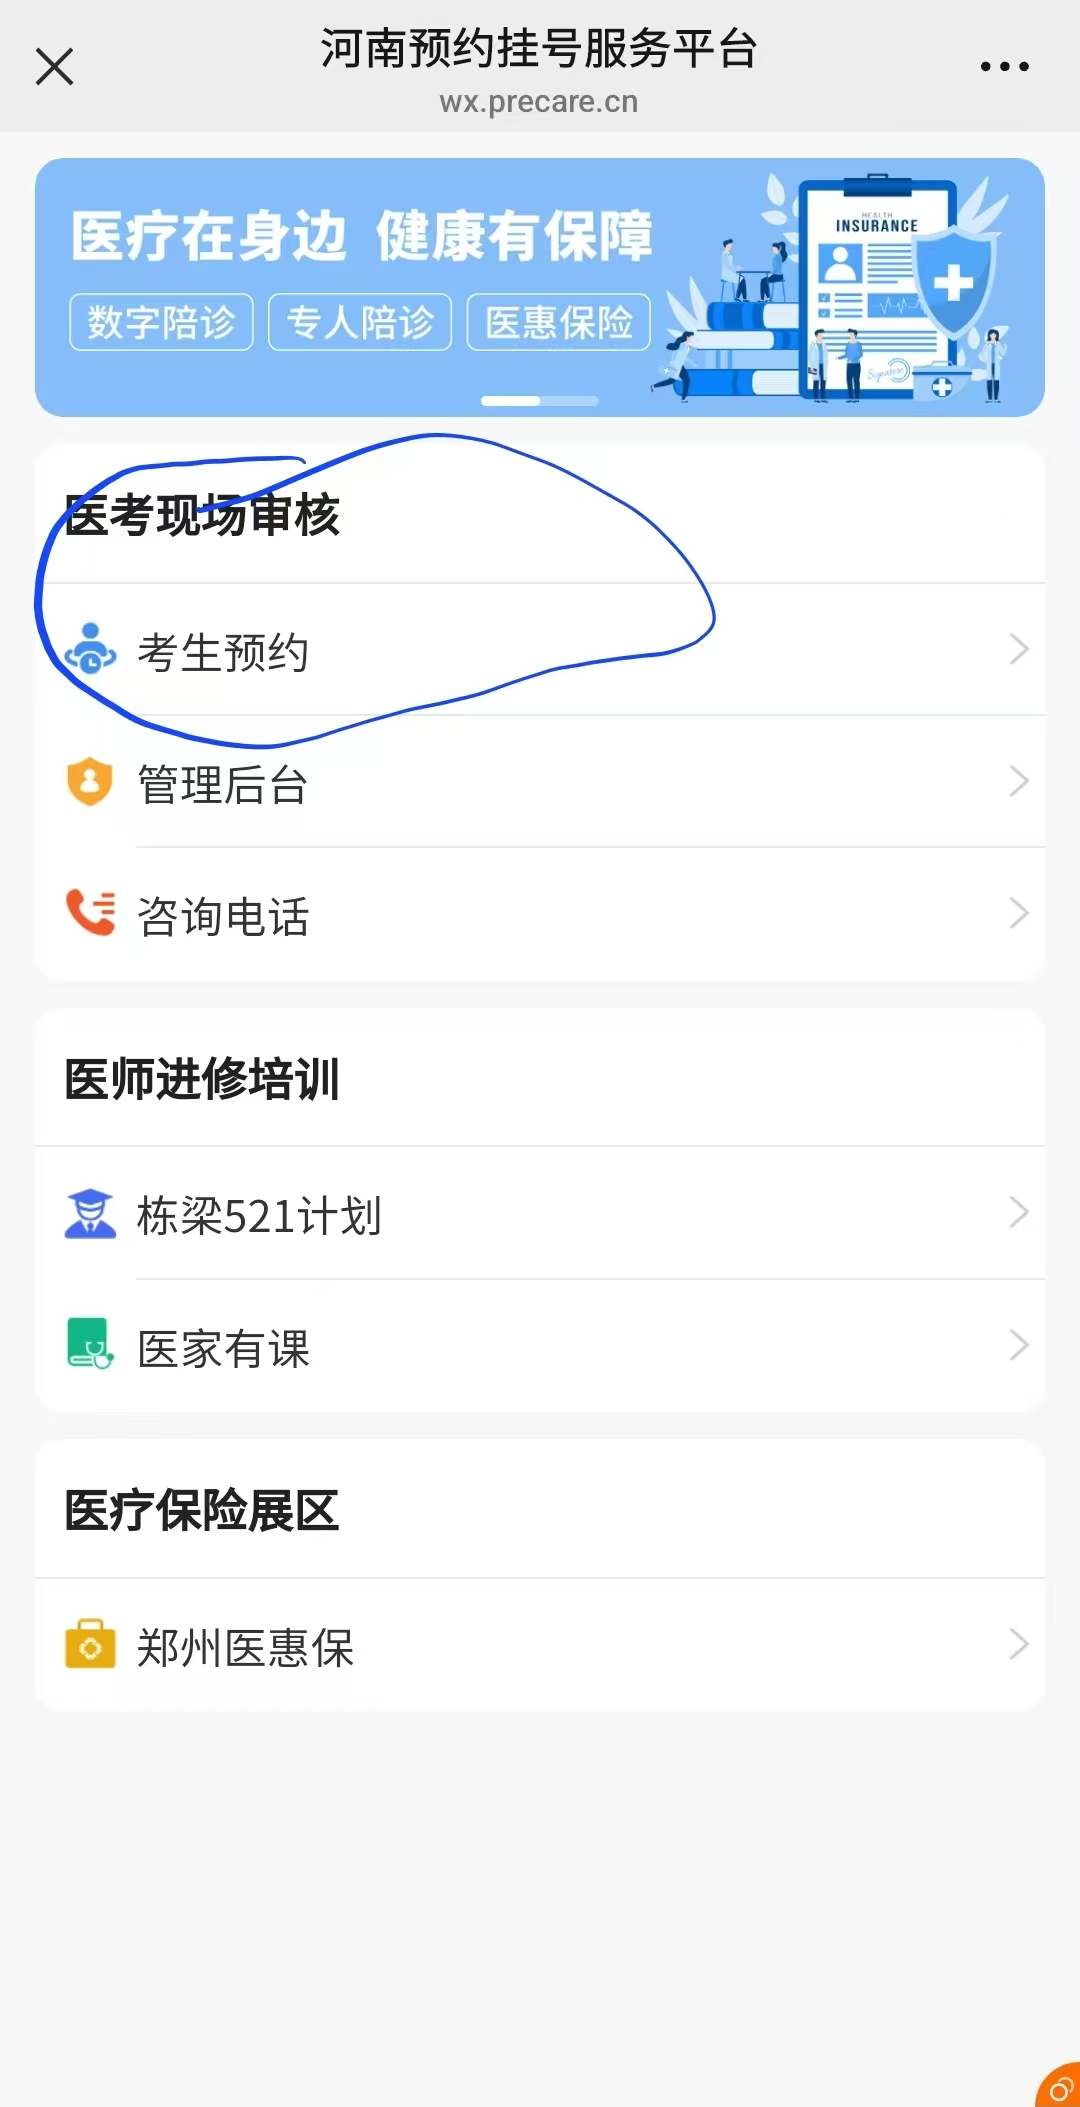 河南预约挂号服务平台
wx.precare.cn
医疗在身边 健康有保障
数字陪诊 专人陪诊 医惠保险
HEALTH
INSURANCE
Signature
医考现场审核
考生预约
管理后台
咨询电话
医师进修培训
栋梁521计划
医家有课
医疗保险展区
郑州医惠保